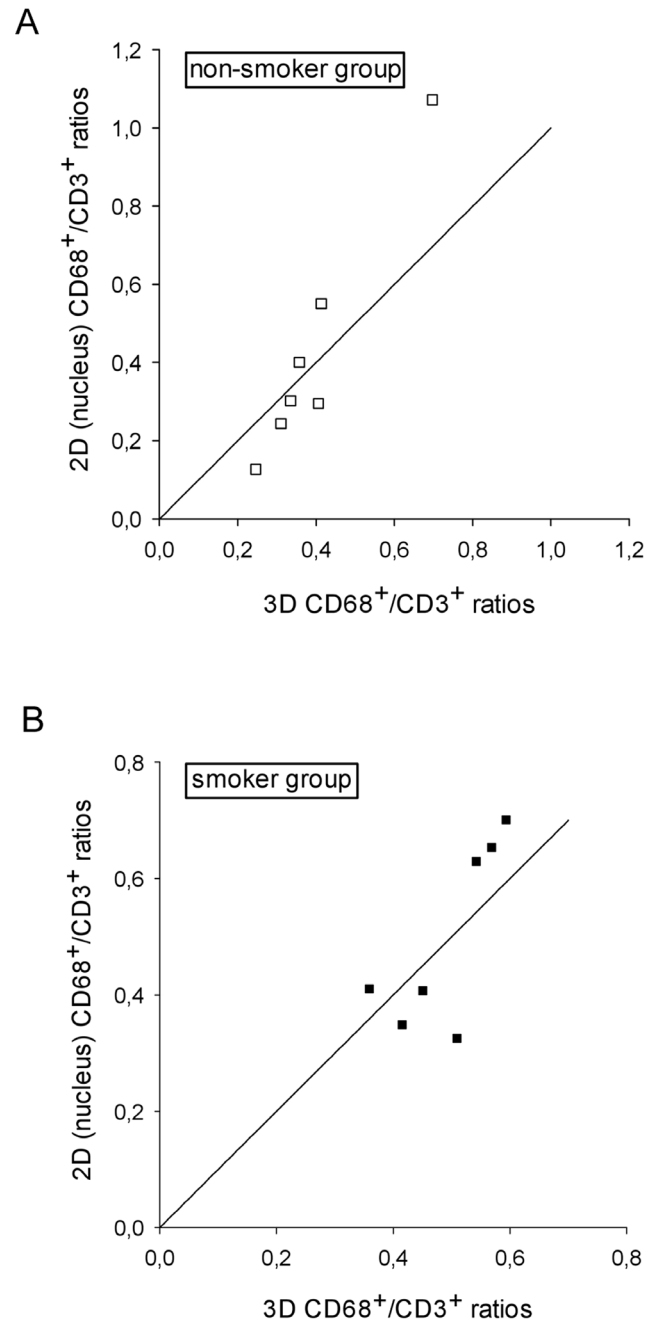 A
1,2
non-smoker group
1,0
0,8
0,6
0,4
0,2
0,0
2D (nucleus) CD68+/CD3+ ratios
0,0 0,2 0,4 0,6 0,8 1,0 1,2
3D CD68+/CD3+ ratios
B
0,8
smoker group
0,6
0,4
0,2
0,0
2D (nucleus) CD68+/CD3+ ratios
0,0 0,2 0,4 0,6 0,8
3D CD68+/CD3+ ratios